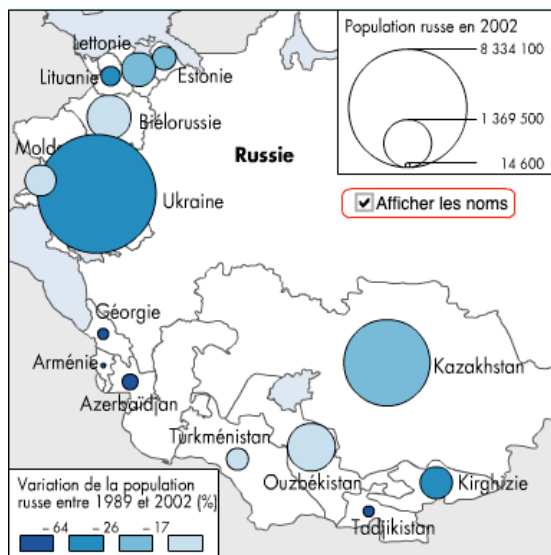 Population russe en 2002
8 334 100
1 369 500
14 600
Afficher les noms
Lettonie
Lituanie
Estonie
Biélorussie
Mold
Russie
Ukraine
Géorgie
Arménie
Azerbaïdjan
Kazakhstan
Turkménistan
Ouzbékistan
Kirghizie
Tadjikistan
Variation de la population
russe entre 1989 et 2002 (%)
– 64 – 26 – 17